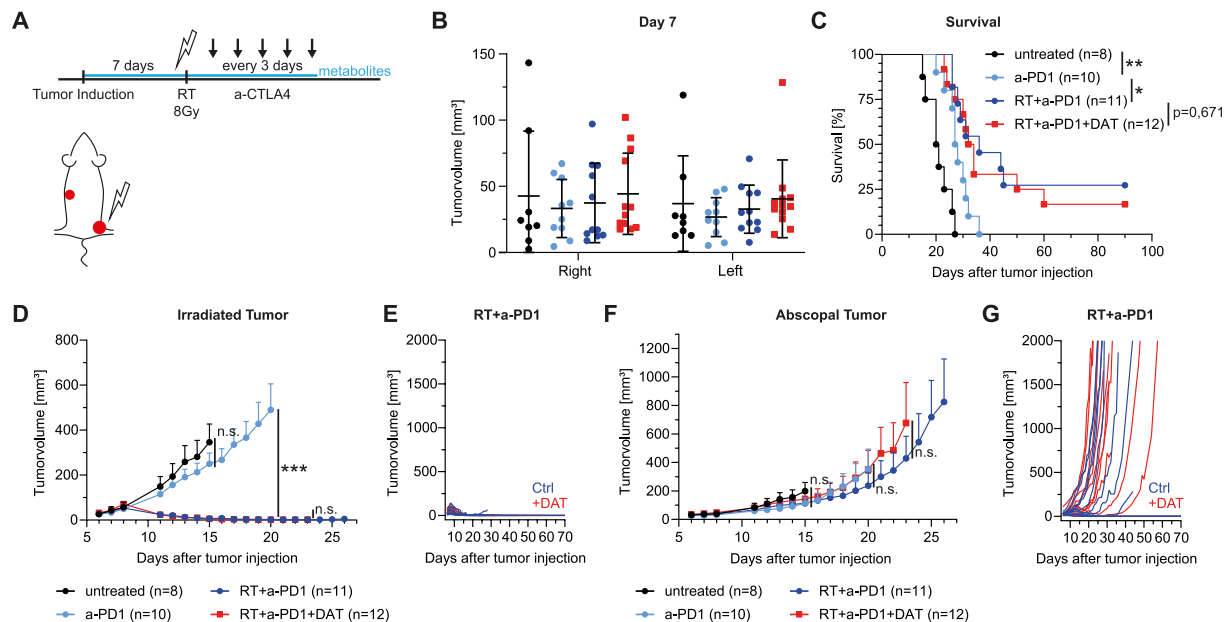 A
7 days
every 3 days
metabolites
Tumor Induction
RT
8Gy
a-CTLA4
B
Day 7
Tumorvolume [mm³]
150
100
50
0
Right
Left
C
Survival
Survival [%]
100
75
50
25
0
0 20 40 60 80 100
Days after tumor injection
untreated (n=8)
a-PD1 (n=10)
RT+a-PD1 (n=11)
RT+a-PD1+DAT (n=12)
**
*
p=0,671
D
Irradiated Tumor
Tumorvolume [mm³]
800
600
400
200
0
5 10 15 20 25
Days after tumor injection
n.s.
***
n.s.
untreated (n=8)
a-PD1 (n=10)
RT+a-PD1 (n=11)
RT+a-PD1+DAT (n=12)
E
RT+a-PD1
Tumorvolume [mm³]
2000
1500
1000
500
0
10 20 30 40 50 60 70
Days after tumor injection
Ctrl
+DAT
F
Abscopal Tumor
Tumorvolume [mm³]
1200
1000
800
600
400
200
0
5 10 15 20 25
Days after tumor injection
n.s.
n.s.
n.s.
untreated (n=8)
a-PD1 (n=10)
RT+a-PD1 (n=11)
RT+a-PD1+DAT (n=12)
G
RT+a-PD1
Tumorvolume [mm³]
2000
1500
1000
500
0
10 20 30 40 50 60 70
Days after tumor injection
Ctrl
+DAT